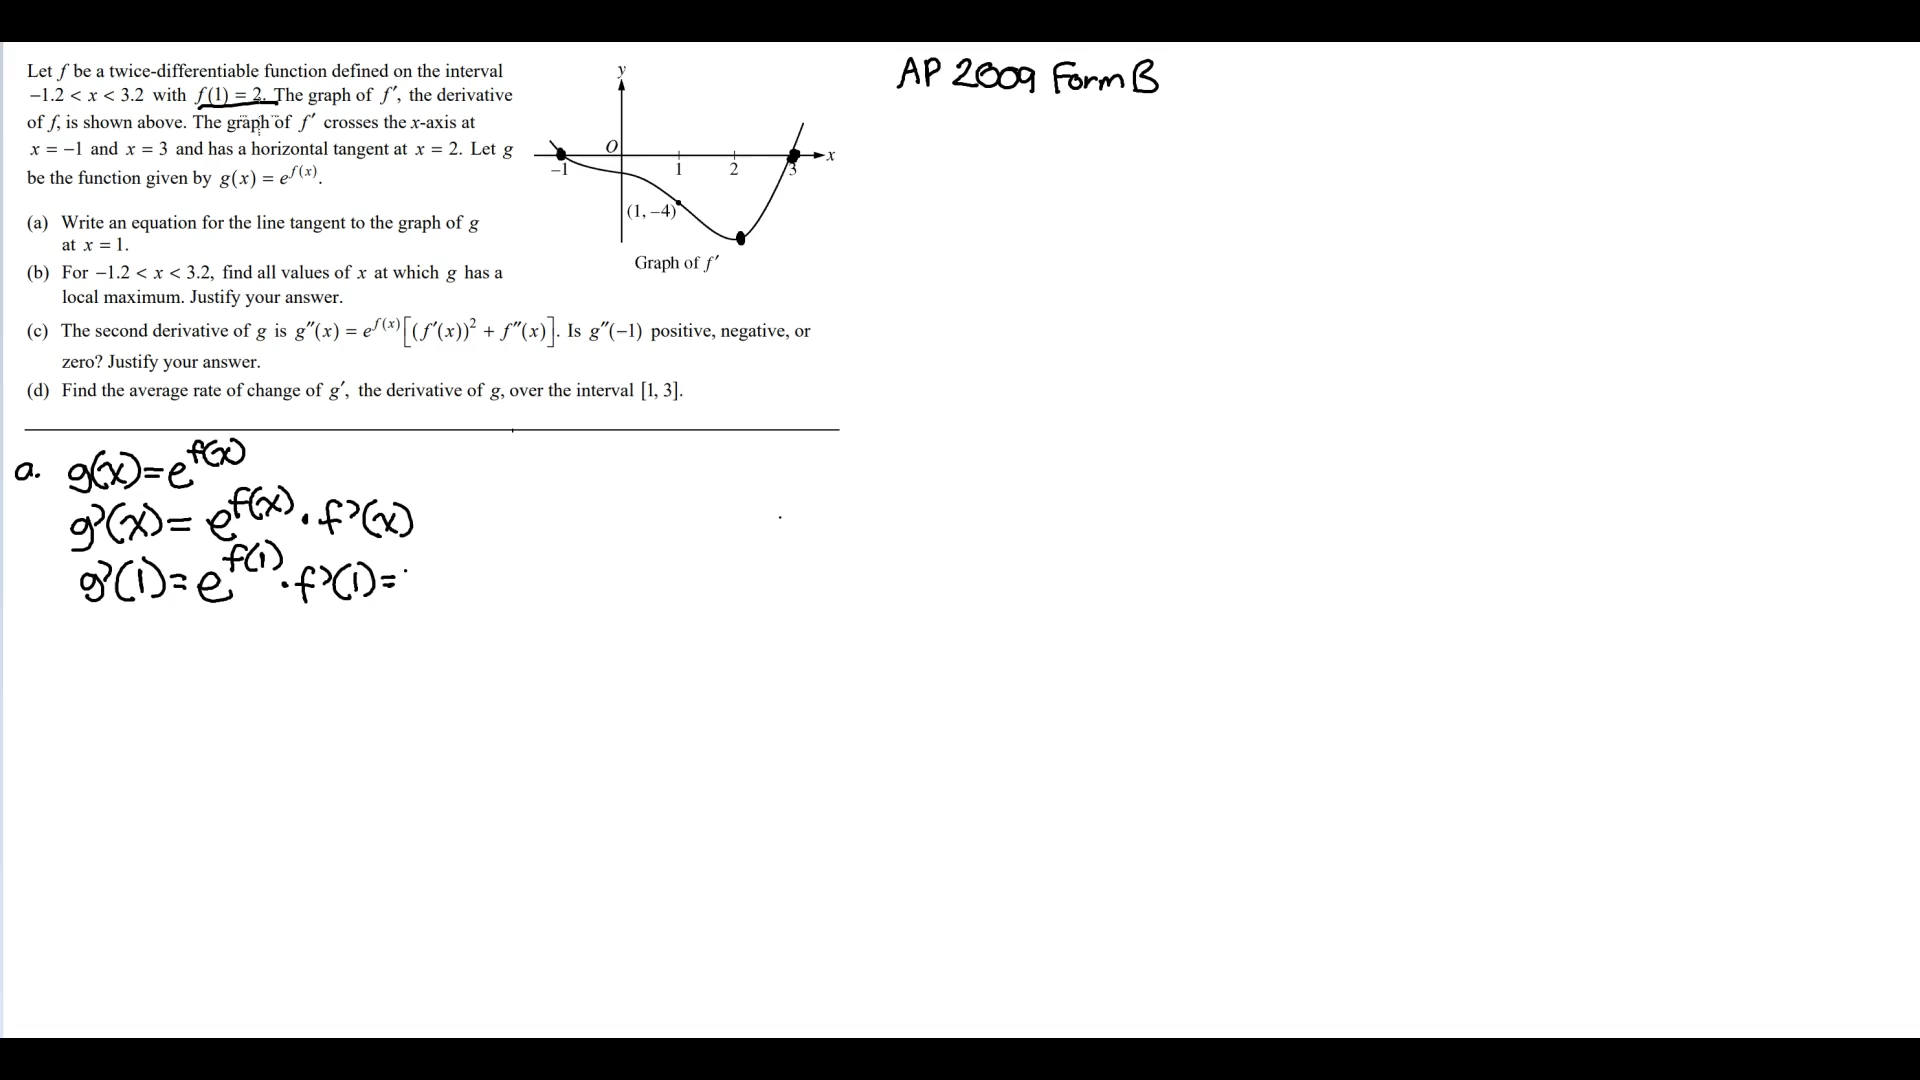 Let f be a twice-differentiable function defined on the interval
−1.2 < x < 3.2 with f(1) = 2. The graph of f′, the derivative
of f, is shown above. The graph of f′ crosses the x-axis at
x = −1 and x = 3 and has a horizontal tangent at x = 2. Let g
be the function given by g(x) = e^{f(x)}.
(a) Write an equation for the line tangent to the graph of g
at x = 1.
(b) For −1.2 < x < 3.2, find all values of x at which g has a
local maximum. Justify your answer.
(c) The second derivative of g is g″(x) = e^{f(x)}[(f′(x))² + f″(x)]. Is g″(−1) positive, negative, or
zero? Justify your answer.
(d) Find the average rate of change of g′, the derivative of g, over the interval [1, 3].
y
O
x
−1
1
2
3
(1, −4)
Graph of f′
AP 2009 Form B
a. g(x)=e^{f(x)}
g'(x)= e^{f(x)} · f'(x)
g'(1)= e^{f(1)} · f'(1)=